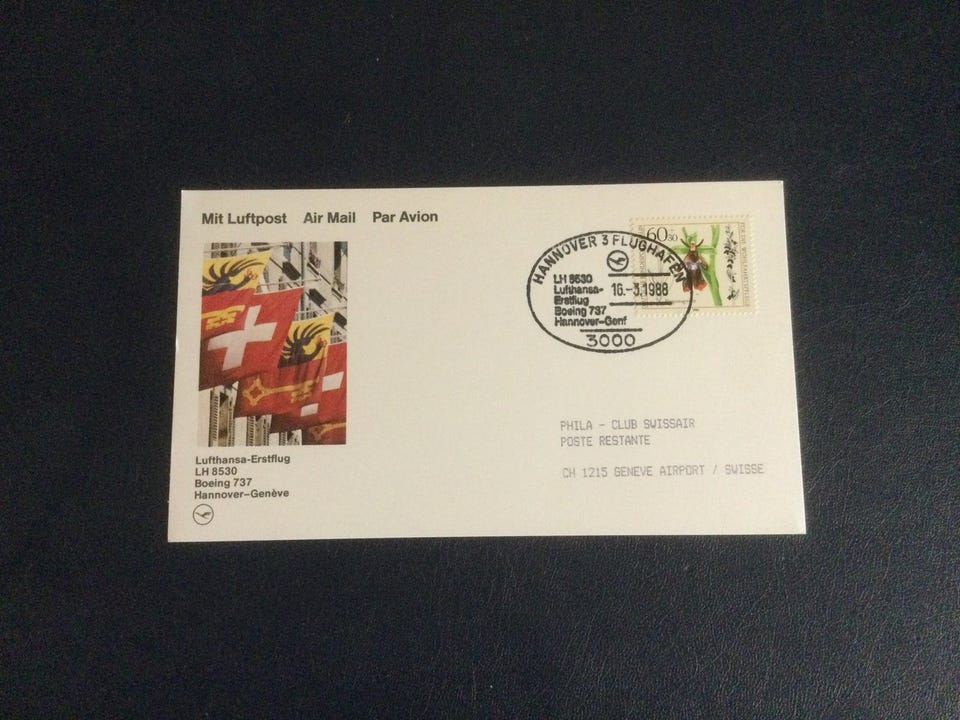 Mit Luftpost Air Mail Par Avion
HANNOVER 3 FLUGHAFEN
LH 8530
Lufthansa-
Erstflug
Boeing 737
Hannover–Genf
16.-3.1988
3000
60+30
PHILA - CLUB SWISSAIR
POSTE RESTANTE
CH 1215 GENEVE AIRPORT / SWISSE
Lufthansa-Erstflug
LH 8530
Boeing 737
Hannover–Genève